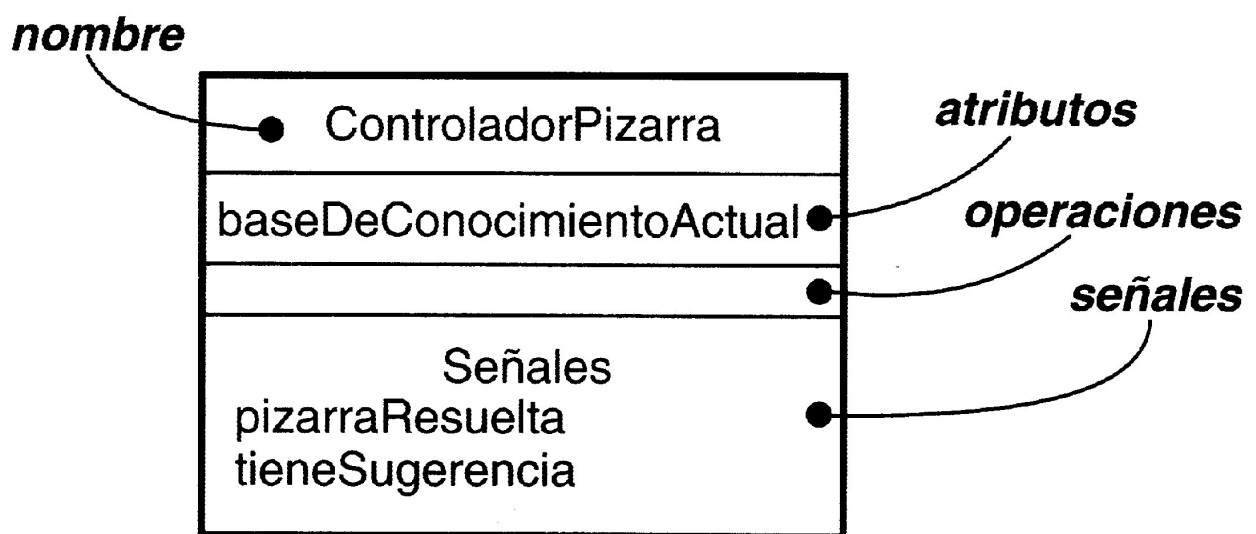 nombre
ControladorPizarra
atributos
baseDeConocimientoActual
operaciones
señales
Señales
pizarraResuelta
tieneSugerencia